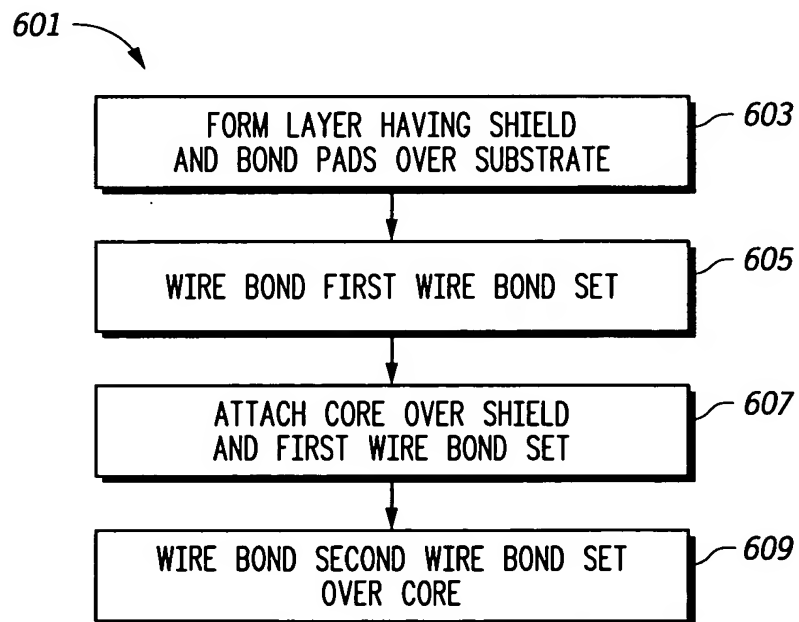 601
FORM LAYER HAVING SHIELD
AND BOND PADS OVER SUBSTRATE
603
WIRE BOND FIRST WIRE BOND SET
605
ATTACH CORE OVER SHIELD
AND FIRST WIRE BOND SET
607
WIRE BOND SECOND WIRE BOND SET
OVER CORE
609